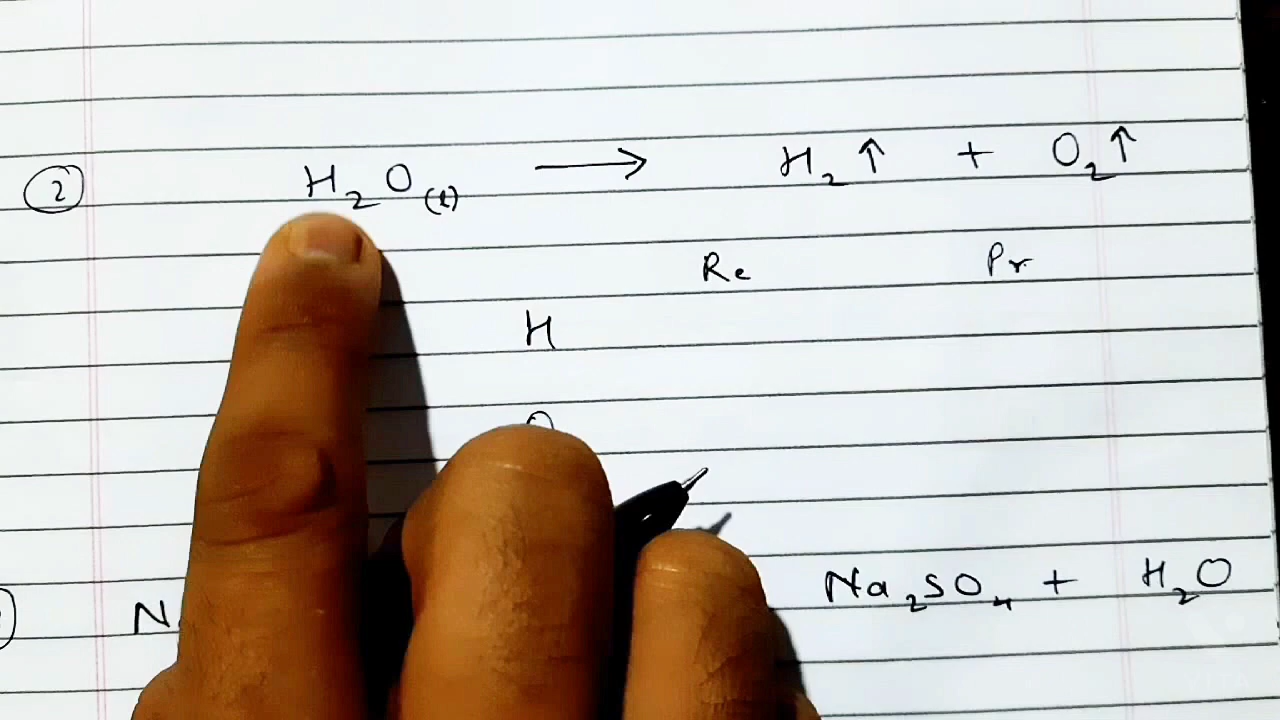 ② H₂O(l) ⟶ H₂↑ + O₂↑
Re Pr
H
O
N Na₂SO₄ + H₂O